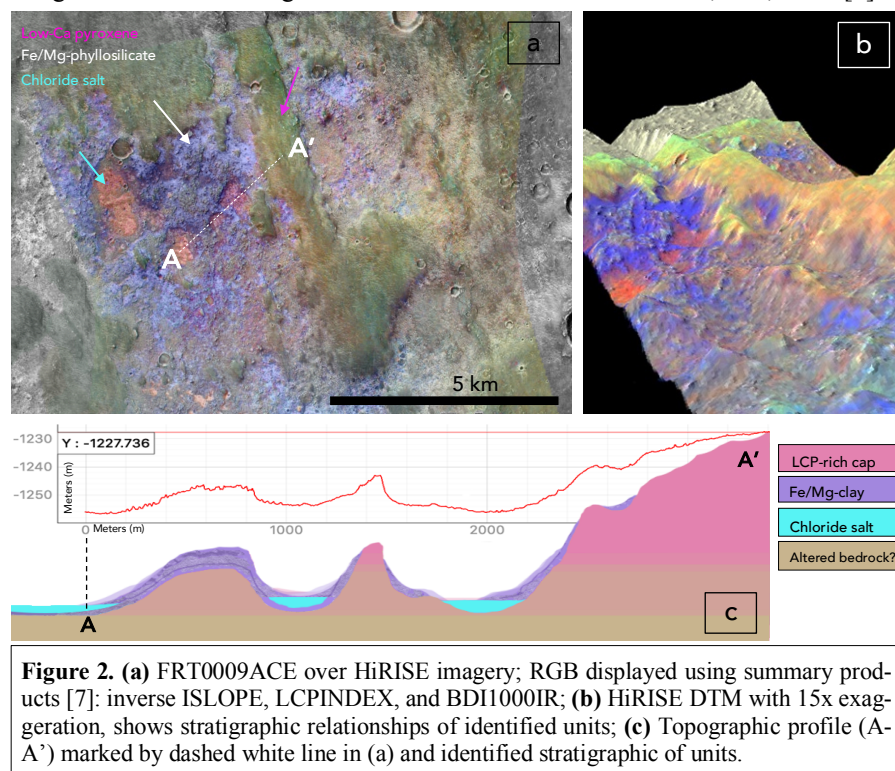 a
b
Low-Ca pyroxene
Fe/Mg-phyllosilicate
Chloride salt
A'
A
5 km
-1230
-1240
-1250
Y : -1227.736
Meters (m)
0 Meters (m) 1000 2000
A'
A
c
LCP-rich cap
Fe/Mg-clay
Chloride salt
Altered bedrock?
Figure 2. (a) FRT0009ACE over HiRISE imagery; RGB displayed using summary prod-
ucts [7]: inverse ISLOPE, LCPINDEX, and BDI1000IR; (b) HiRISE DTM with 15x exag-
geration, shows stratigraphic relationships of identified units; (c) Topographic profile (A-
A’) marked by dashed white line in (a) and identified stratigraphic of units.